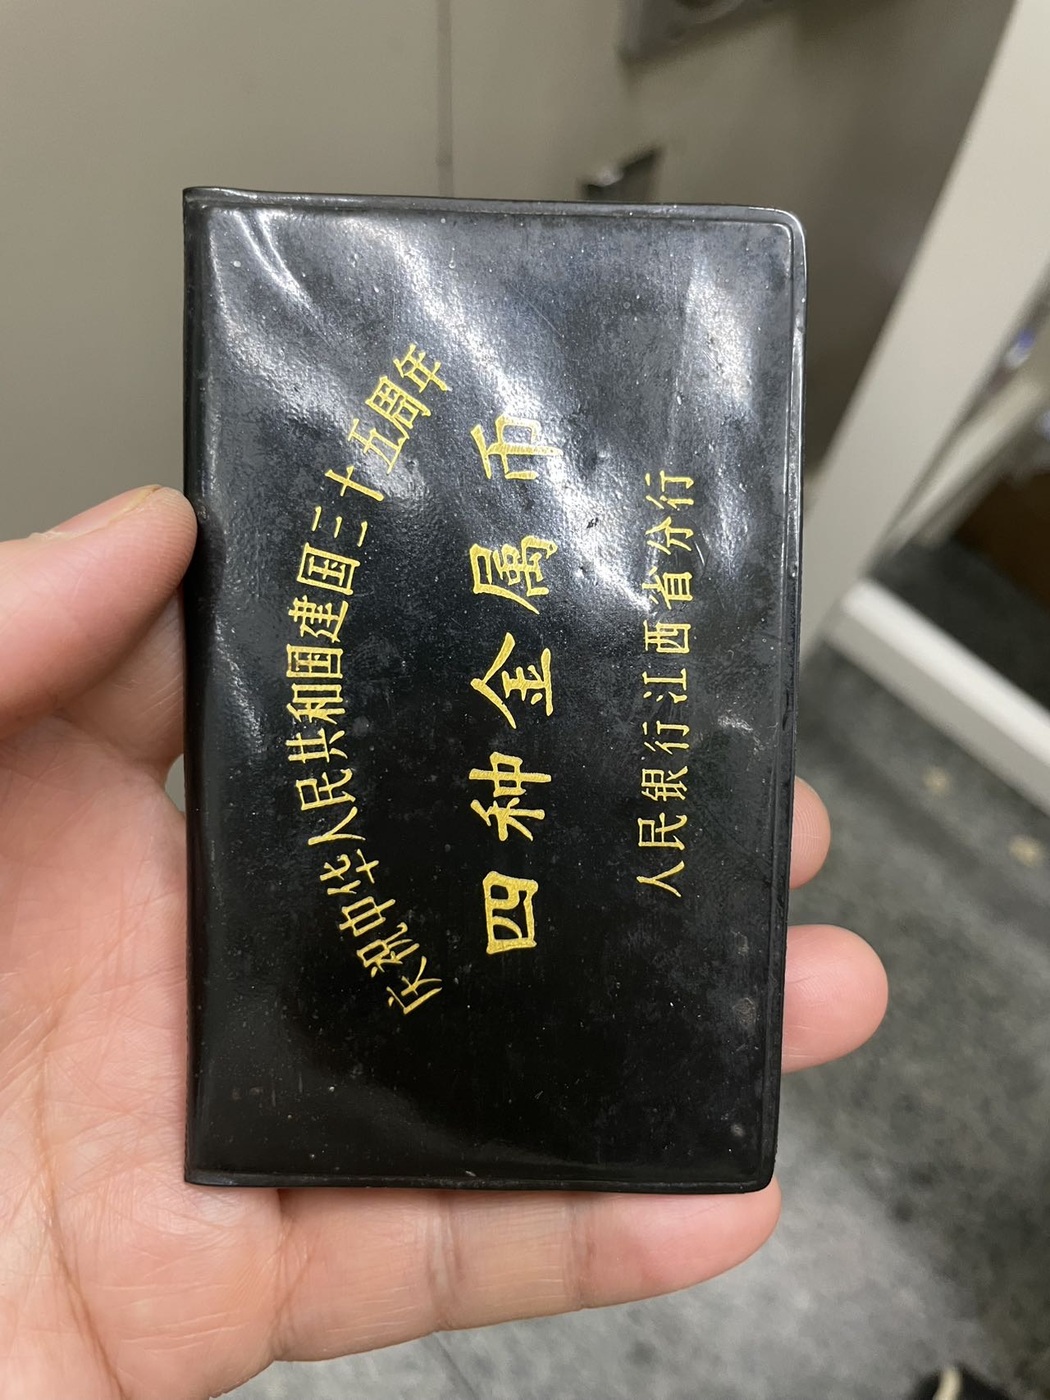 庆祝中华人民共和国建国三十五周年
四种金属币
人民银行江西省分行